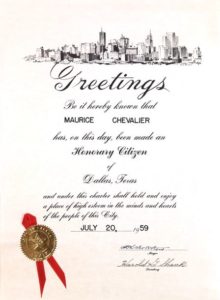 Greetings
Be it hereby known that
MAURICE CHEVALIER
has, on this day, been made an
Honorary Citizen
of
Dallas, Texas
and under this charter shall hold and enjoy
a place of high esteem in the minds and hearts
of the people of this City.
JULY 20, 1959
Mayor
Secretary